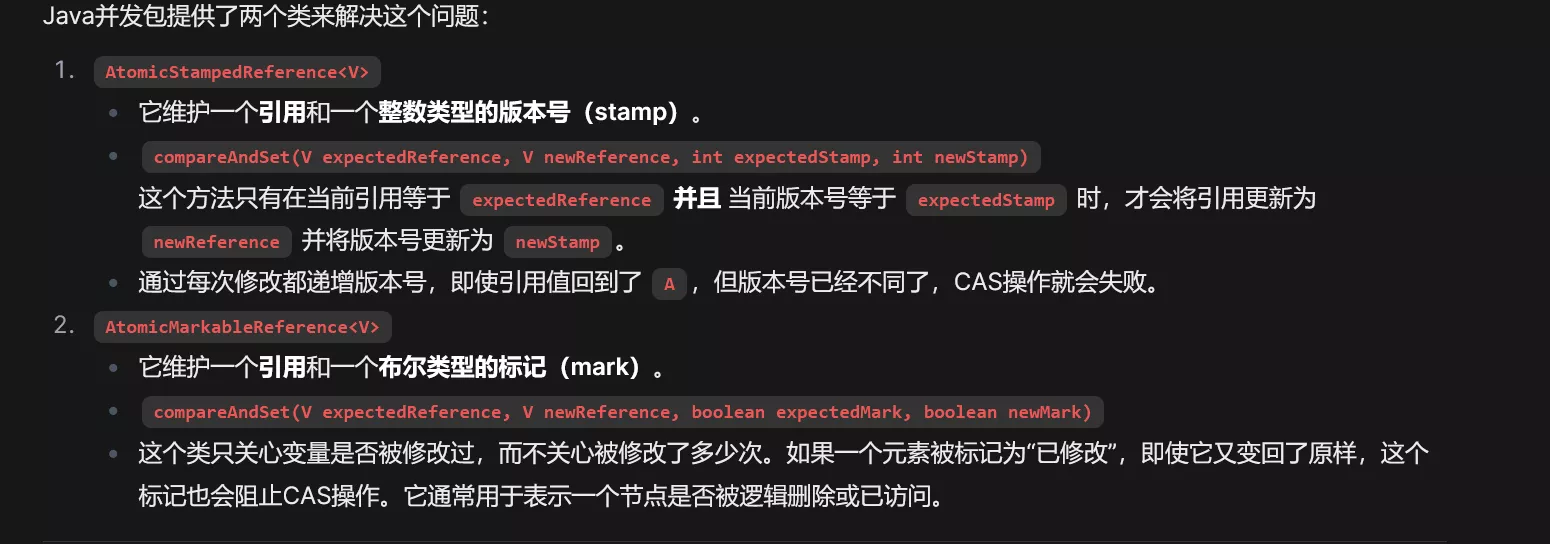 Java并发包提供了两个类来解决这个问题：
1. AtomicStampedReference<V>
• 它维护一个引用和一个整数类型的版本号（stamp）。
• compareAndSet(V expectedReference, V newReference, int expectedStamp, int newStamp)
这个方法只有在当前引用等于 expectedReference 并且 当前版本号等于 expectedStamp 时，才会将引用更新为
newReference 并将版本号更新为 newStamp 。
• 通过每次修改都递增版本号，即使引用值回到了 A ，但版本号已经不同了，CAS操作就会失败。
2. AtomicMarkableReference<V>
• 它维护一个引用和一个布尔类型的标记（mark）。
• compareAndSet(V expectedReference, V newReference, boolean expectedMark, boolean newMark)
• 这个类只关心变量是否被修改过，而不关心被修改了多少次。如果一个元素被标记为“已修改”，即使它又变回了原样，这个
标记也会阻止CAS操作。它通常用于表示一个节点是否被逻辑删除或已访问。